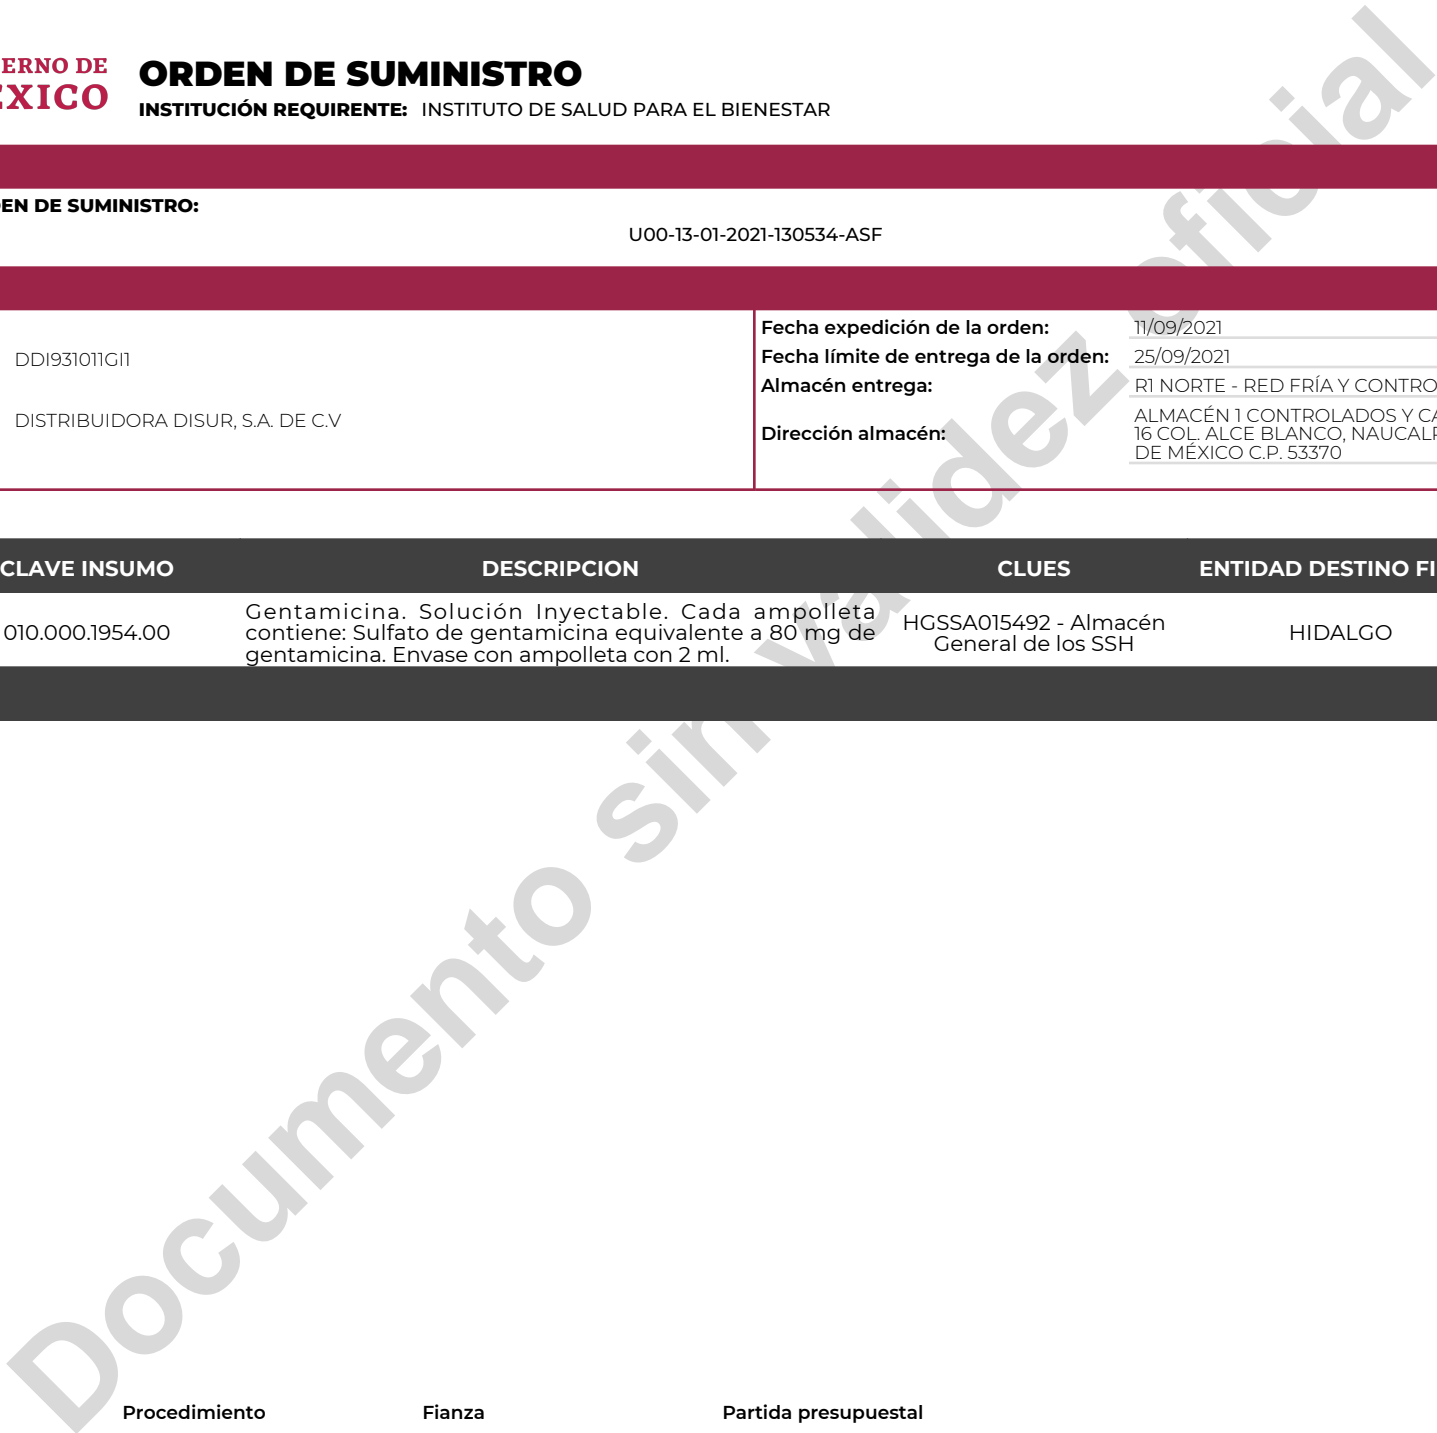 ERNO DE
ÉXICO
ORDEN DE SUMINISTRO
INSTITUCIÓN REQUIRENTE: INSTITUTO DE SALUD PARA EL BIENESTAR
EN DE SUMINISTRO:
U00-13-01-2021-130534-ASF
DDI931011GI1
DISTRIBUIDORA DISUR, S.A. DE C.V
Fecha expedición de la orden: 11/09/2021
Fecha límite de entrega de la orden: 25/09/2021
Almacén entrega: R1 NORTE - RED FRÍA Y CONTRO
Dirección almacén:
ALMACÉN 1 CONTROLADOS Y CA
16 COL. ALCE BLANCO, NAUCALP
DE MÉXICO C.P. 53370
CLAVE INSUMO DESCRIPCION CLUES ENTIDAD DESTINO FI
010.000.1954.00
Gentamicina. Solución Inyectable. Cada ampolleta
contiene: Sulfato de gentamicina equivalente a 80 mg de
gentamicina. Envase con ampolleta con 2 ml.
HGSSA015492 - Almacén
General de los SSH
HIDALGO
Documento sin validez oficial
Procedimiento Fianza Partida presupuestal